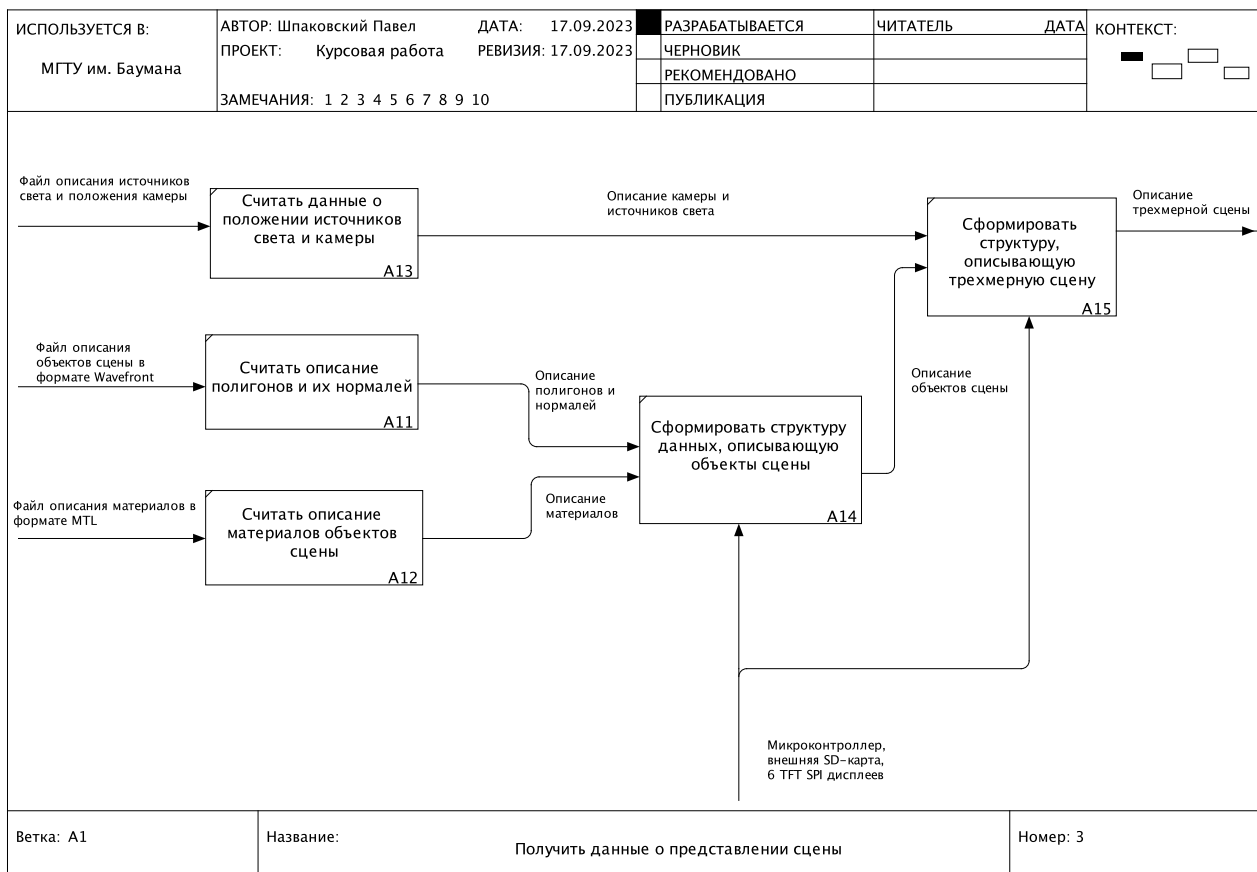 ИСПОЛЬЗУЕТСЯ В:
МГТУ им. Баумана
АВТОР: Шпаковский Павел
ДАТА: 17.09.2023
ПРОЕКТ: Курсовая работа
РЕВИЗИЯ: 17.09.2023
ЗАМЕЧАНИЯ: 1 2 3 4 5 6 7 8 9 10
РАЗРАБАТЫВАЕТСЯ
ЧЕРНОВИК
РЕКОМЕНДОВАНО
ПУБЛИКАЦИЯ
ЧИТАТЕЛЬ
ДАТА
КОНТЕКСТ:
Файл описания источников
света и положения камеры
Считать данные о
положении источников
света и камеры
A13
Описание камеры и
источников света
Сформировать
структуру,
описывающую
трехмерную сцену
A15
Описание
трехмерной сцены
Файл описания
объектов сцены в
формате Wavefront
Считать описание
полигонов и их нормалей
A11
Описание
полигонов и
нормалей
Описание
объектов сцены
Сформировать структуру
данных, описывающую
объекты сцены
A14
Файл описания материалов в
формате MTL
Считать описание
материалов объектов
сцены
A12
Описание
материалов
Микроконтроллер,
внешняя SD-карта,
6 TFT SPI дисплеев
Ветка: A1
Название:
Получить данные о представлении сцены
Номер: 3